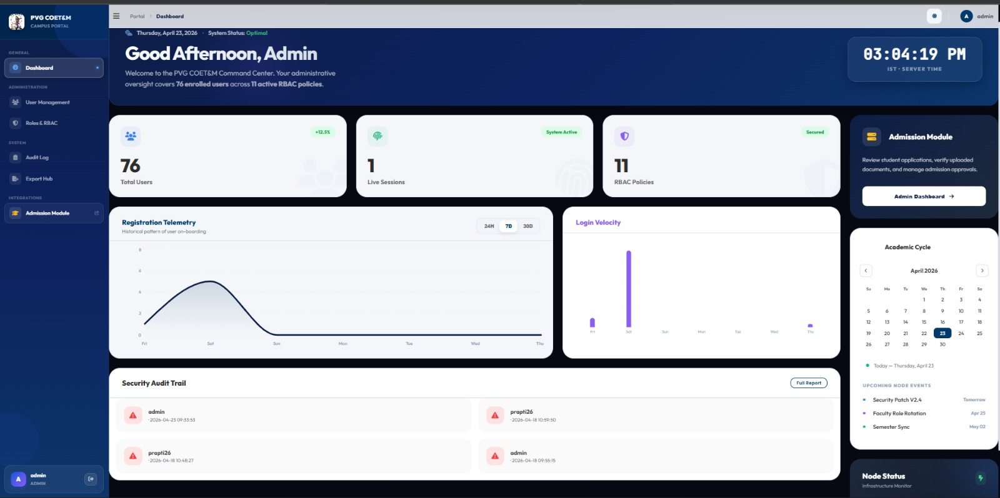 PVG COET&M
CAMPUS PORTAL
GENERAL
Dashboard
ADMINISTRATION
User Management
Roles & RBAC
SYSTEM
Audit Log
Export Hub
INTEGRATIONS
Admission Module
A
admin
ADMIN
Portal
Dashboard
A
admin
Thursday, April 23, 2026 • System Status: Optimal
Good Afternoon, Admin
Welcome to the PVG COET&M Command Center. Your administrative
oversight covers 76 enrolled users across 11 active RBAC policies.
03:04:19 PM
IST • SERVER TIME
+12.5%
76
Total Users
System Active
1
Live Sessions
Secured
11
RBAC Policies
Registration Telemetry
Historical pattern of user on-boarding
24H 7D 30D
8
6
4
2
0
Fri Sat Sun Mon Tue Wed Thu
Login Velocity
Fri Sat Sun Mon Tue Wed Thu
Security Audit Trail
Full Report
admin
•2026-04-23 09:33:53
prapti26
•2026-04-18 10:59:50
prapti26
•2026-04-18 10:48:27
admin
•2026-04-18 09:55:15
Admission Module
Review student applications, verify uploaded
documents, and manage admission approvals.
Admin Dashboard →
Academic Cycle
April 2026
Su Mo Tu We Th Fr Sa
1 2 3 4
5 6 7 8 9 10 11
12 13 14 15 16 17 18
19 20 21 22 23 24 25
26 27 28 29 30
Today — Thursday, April 23
UPCOMING NODE EVENTS
Security Patch V2.4 Tomorrow
Faculty Role Rotation Apr 25
Semester Sync May 02
Node Status
Infrastructure Monitor